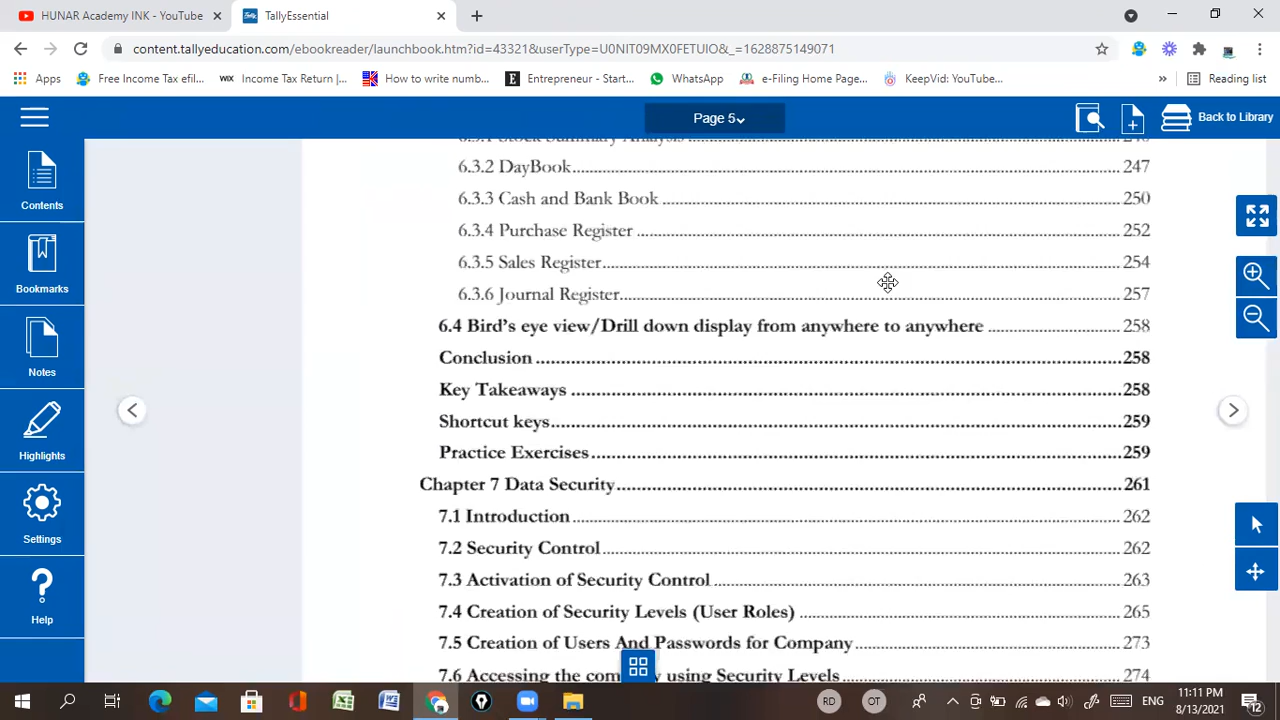 HUNAR Academy INK - YouTube
TallyEssential
content.tallyeducation.com/ebookreader/launchbook.htm?id=43321&userType=U0NIT09MX0FETUlO&_=1628875149071
Apps
Free Income Tax efil...
WIX Income Tax Return |...
How to write numb...
E Entrepreneur - Start...
WhatsApp
e-Filing Home Page...
KeepVid: YouTube...
»
Reading list
Page 5
Back to Library
Contents
Bookmarks
Notes
Highlights
Settings
Help
6.3.1 Stock Summary Analysis
6.3.2 DayBook 247
6.3.3 Cash and Bank Book 250
6.3.4 Purchase Register 252
6.3.5 Sales Register 254
6.3.6 Journal Register 257
6.4 Bird's eye view/Drill down display from anywhere to anywhere 258
Conclusion 258
Key Takeaways 258
Shortcut keys 259
Practice Exercises 259
Chapter 7 Data Security 261
7.1 Introduction 262
7.2 Security Control 262
7.3 Activation of Security Control 263
7.4 Creation of Security Levels (User Roles) 265
7.5 Creation of Users And Passwords for Company 273
7.6 Accessing the using Security Levels 274
RD
OT
ENG
11:11 PM
8/13/2021
12